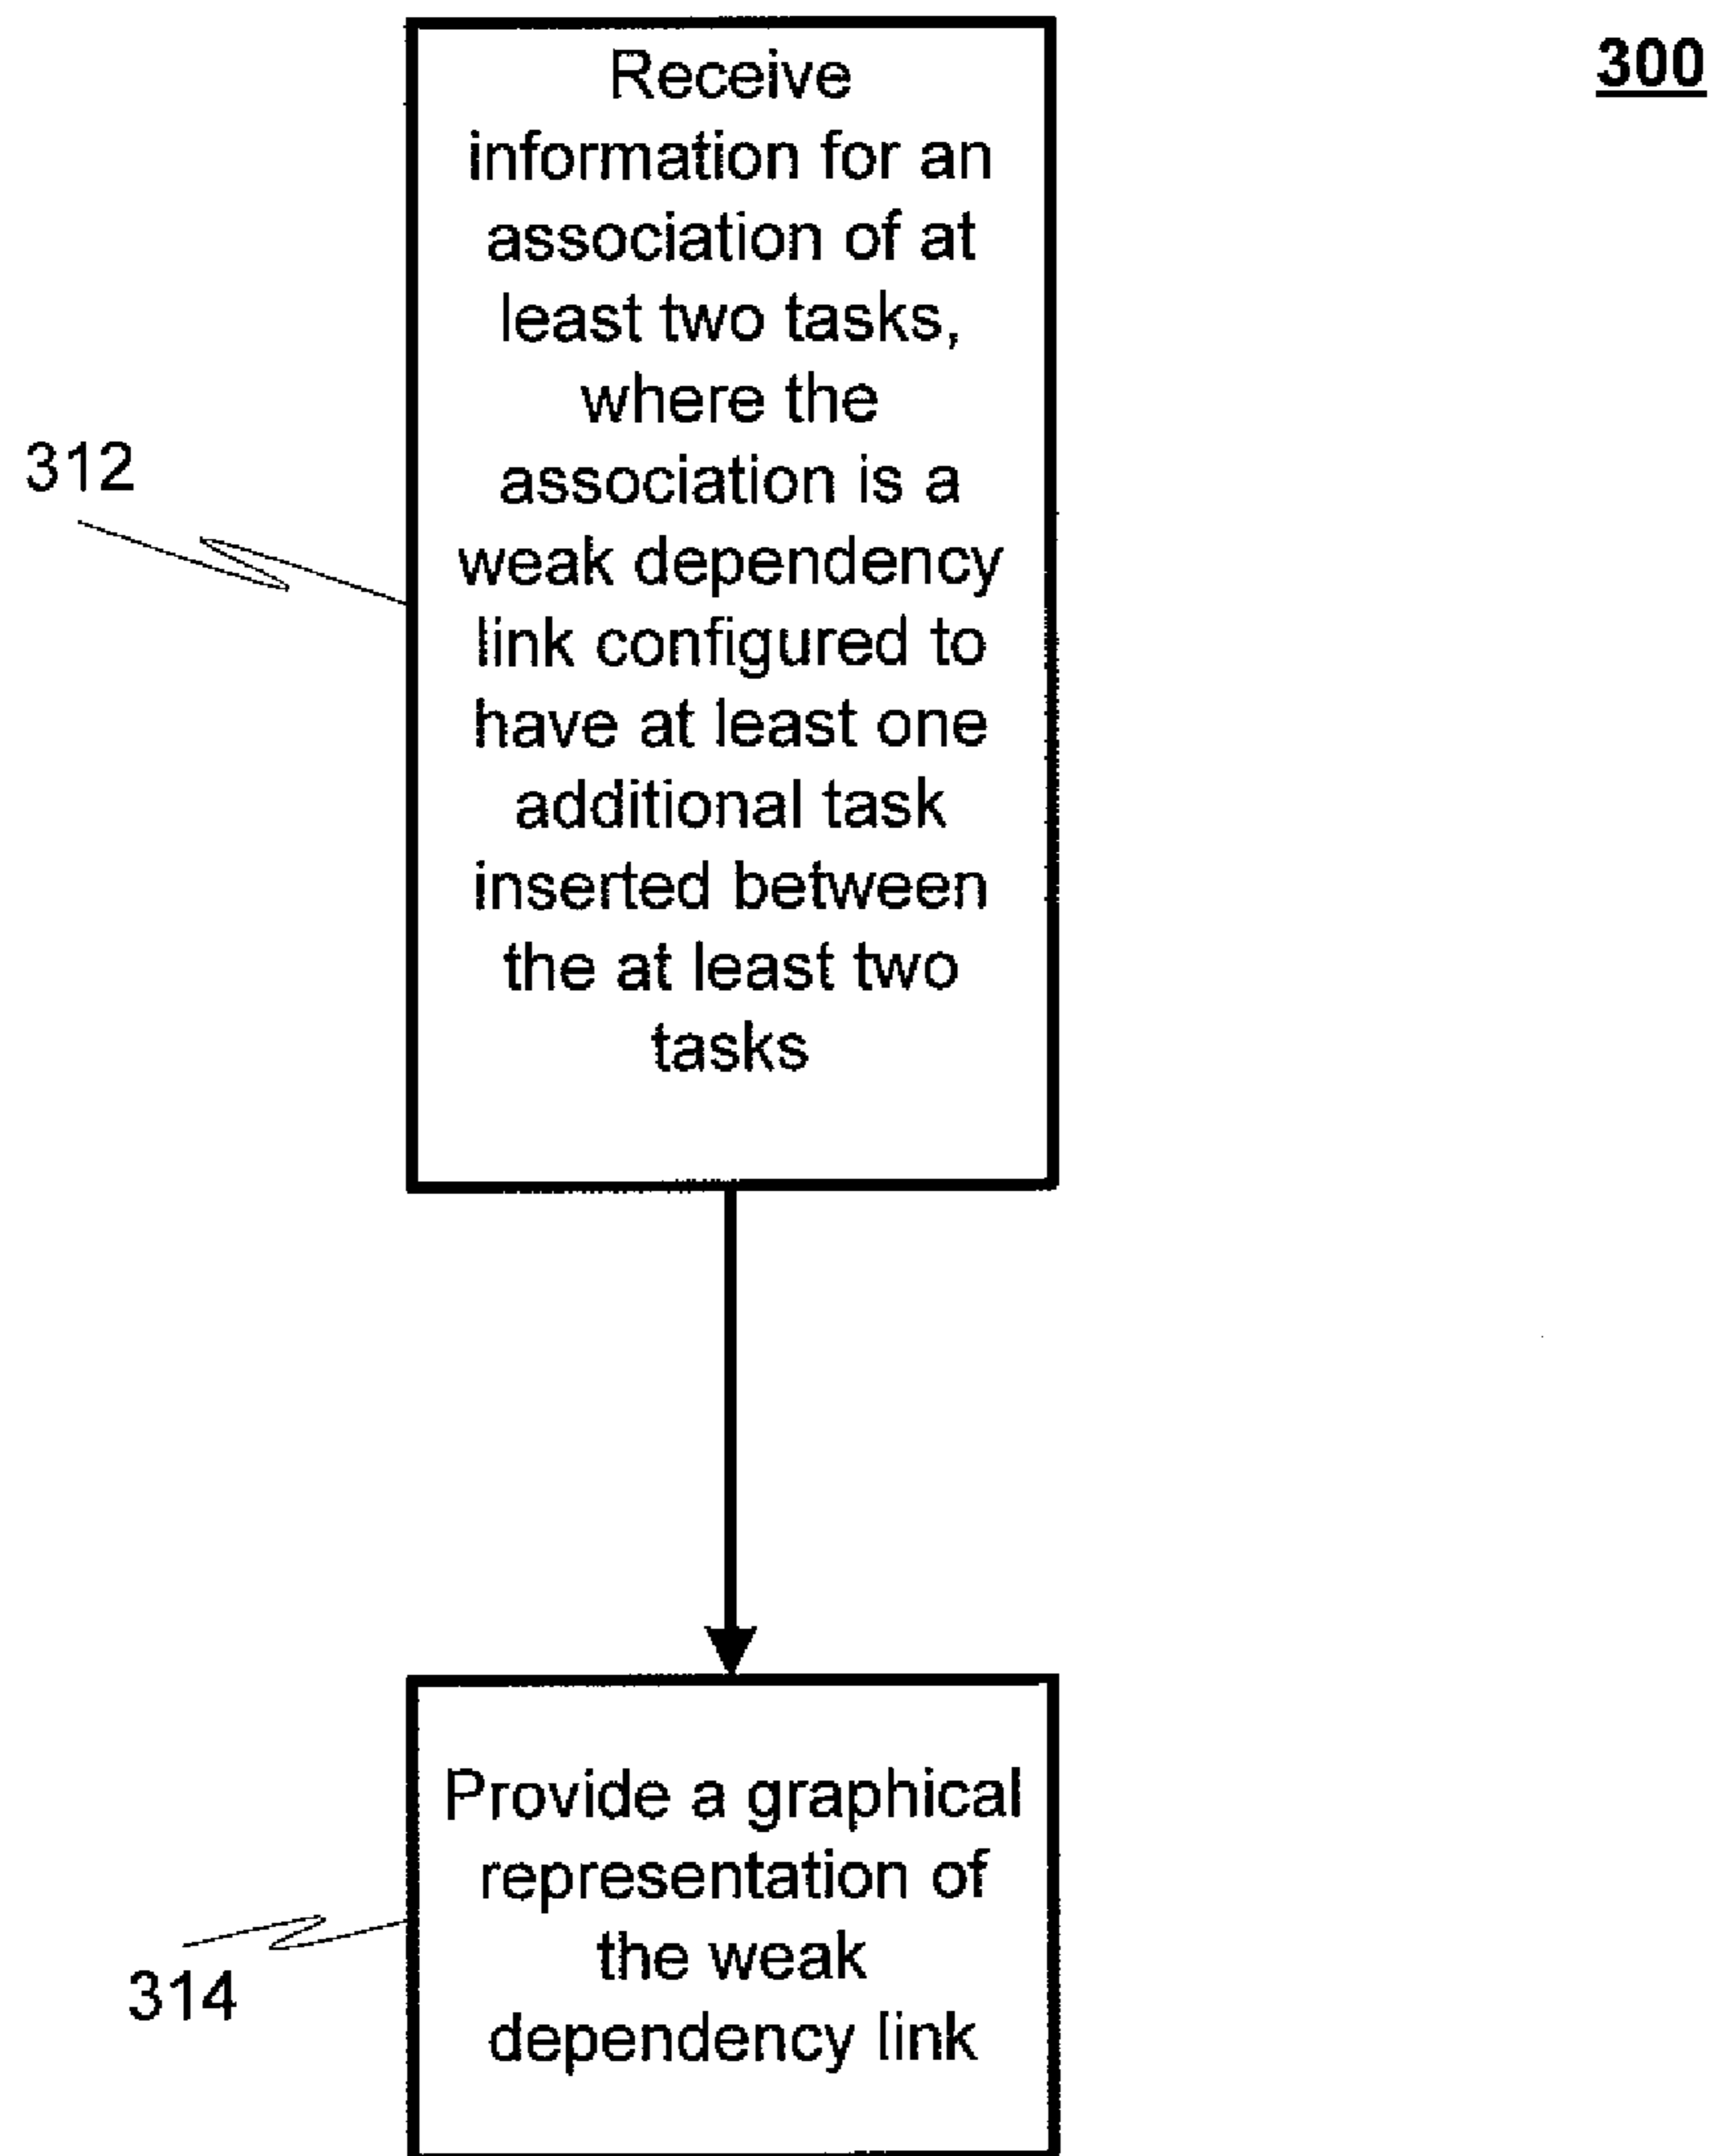 300
Receive
information for an
association of at
least two tasks,
where the
association is a
weak dependency
link configured to
have at least one
additional task
inserted between
the at least two
tasks
312
Provide a graphical
representation of
the weak
dependency link
314